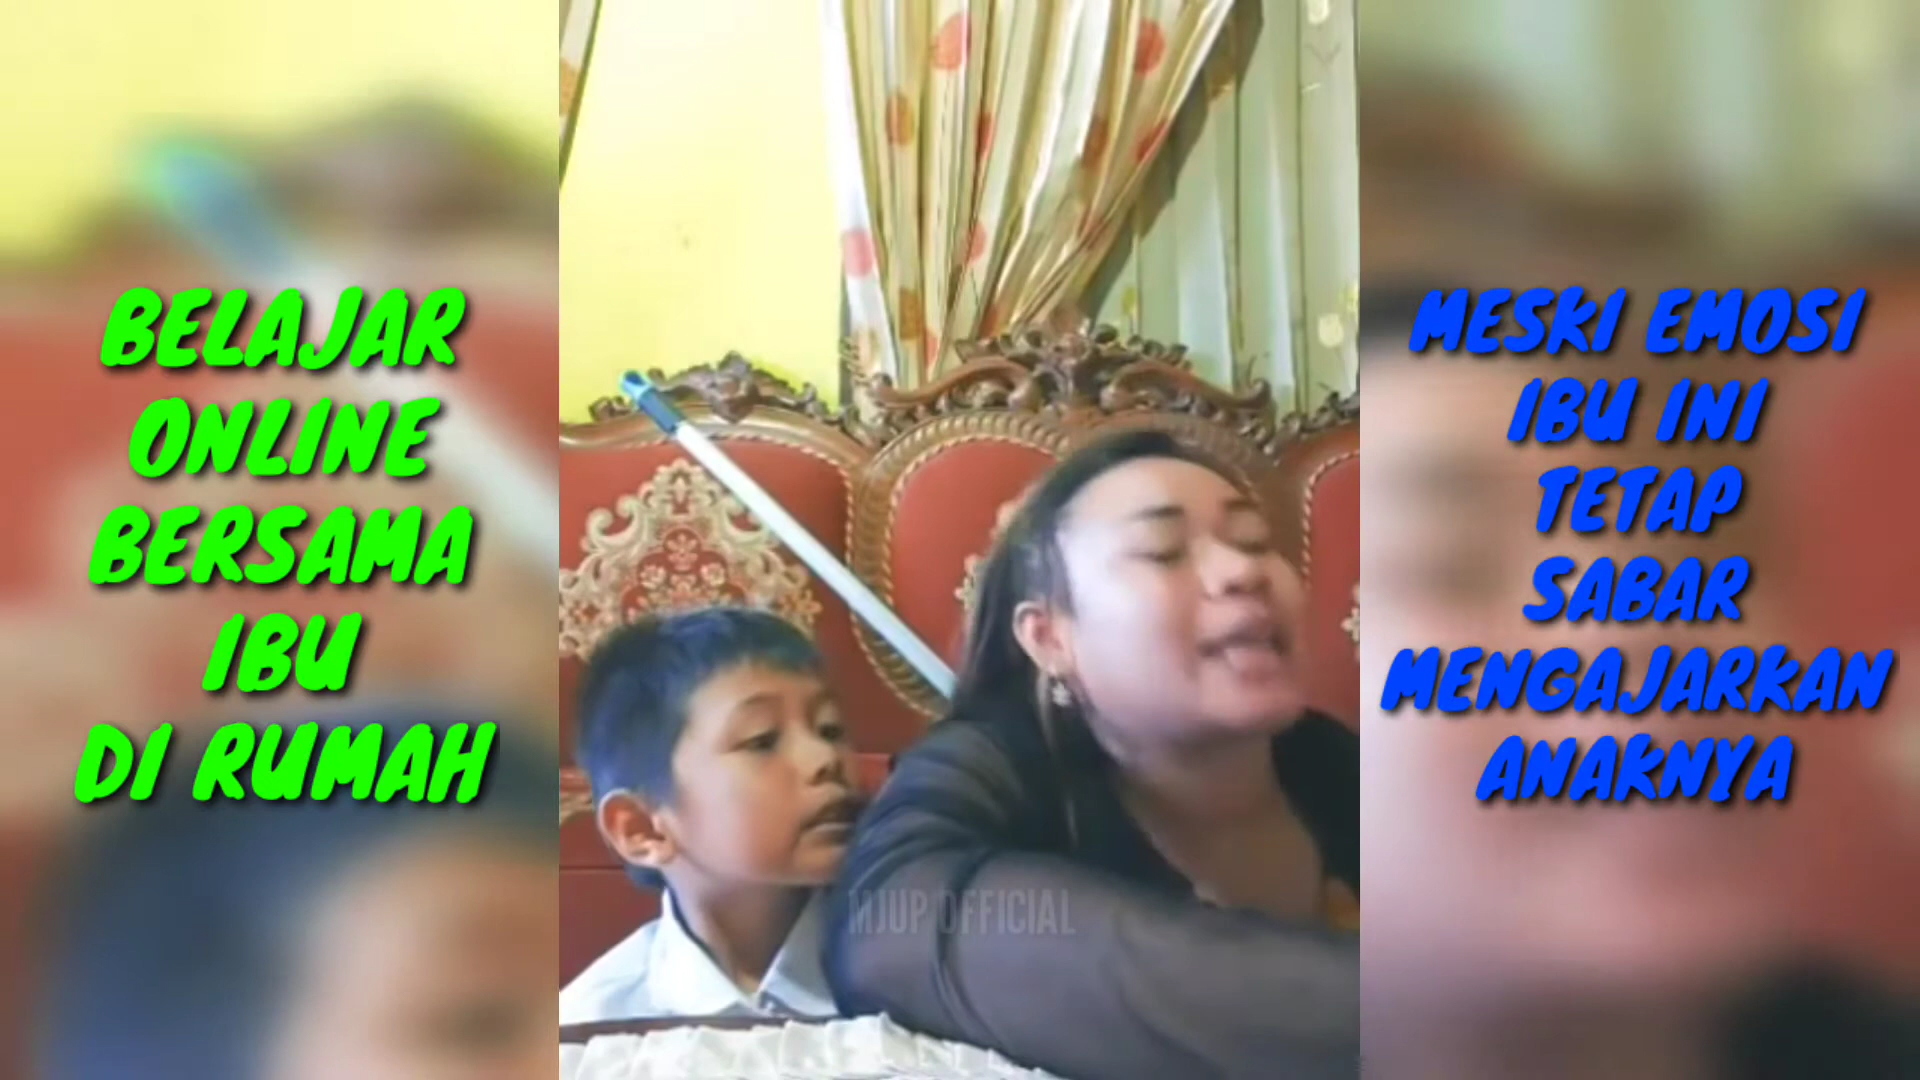 BELAJAR
ONLINE
BERSAMA
IBU
DI RUMAH
MESKI EMOSI
IBU INI
TETAP
SABAR
MENGAJARKAN
ANAKNYA
MJUP OFFICIAL